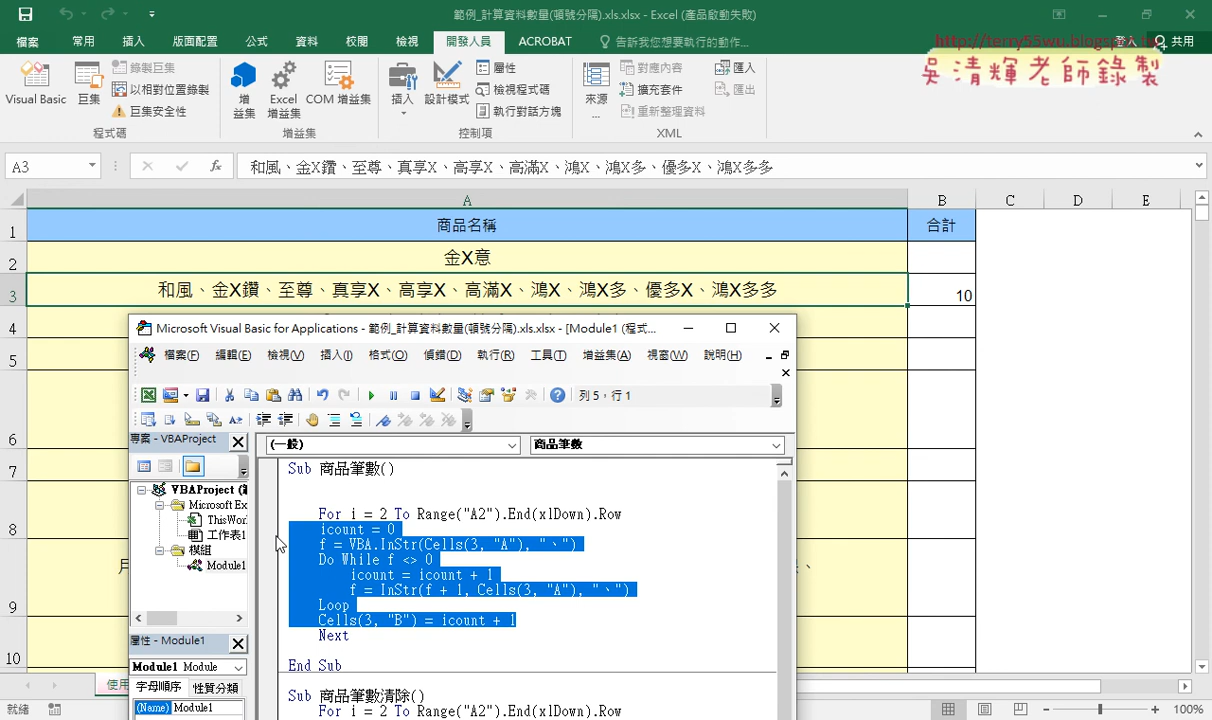 範例_計算資料數量(頓號分隔).xls.xlsx - Excel (產品啟動失敗)
檔案 常用 插入 版面配置 公式 資料 校閱 檢視 開發人員 ACROBAT 告訴我您想要執行的動作... 登入 共用
http://terry55wu.blogspot.tw
吳清輝老師錄製
Visual Basic 巨集 錄製巨集 以相對位置錄製 巨集安全性 增益集 Excel 增益集 COM 增益集 插入 設計模式 屬性 檢視程式碼 執行對話方塊 來源 ... 對應內容 擴充套件 重新整理資料 匯入 匯出
程式碼 增益集 控制項 XML
A3 fx 和風、金X鑽、至尊、真享X、高享X、高滿X、鴻X、鴻X多、優多X、鴻X多多
A B C D E
1 商品名稱 合計
2 金X意
3 和風、金X鑽、至尊、真享X、高享X、高滿X、鴻X、鴻X多、優多X、鴻X多多 10
4
5
6
7
8
9
10
Microsoft Visual Basic for Applications - 範例_計算資料數量(頓號分隔).xls.xlsx - [Module1 (程式...
檔案(F) 編輯(E) 檢視(V) 插入(I) 格式(O) 偵錯(D) 執行(R) 工具(T) 增益集(A) 視窗(W) 說明(H)
列 5，行 1
專案 - VBAProject
(一般) 商品筆數
VBAProject (
Microsoft Ex
ThisWor
工作表1
模組
Module1
屬性 - Module1
Module1 Module
字母順序 性質分類
(Name) Module1
Sub 商品筆數()
For i = 2 To Range("A2").End(xlDown).Row
icount = 0
f = VBA.InStr(Cells(3, "A"), "、")
Do While f <> 0
icount = icount + 1
f = InStr(f + 1, Cells(3, "A"), "、")
Loop
Cells(3, "B") = icount + 1
Next
End Sub
Sub 商品筆數清除()
For i = 2 To Range("A2").End(xlDown).Row
使用
就緒 100%